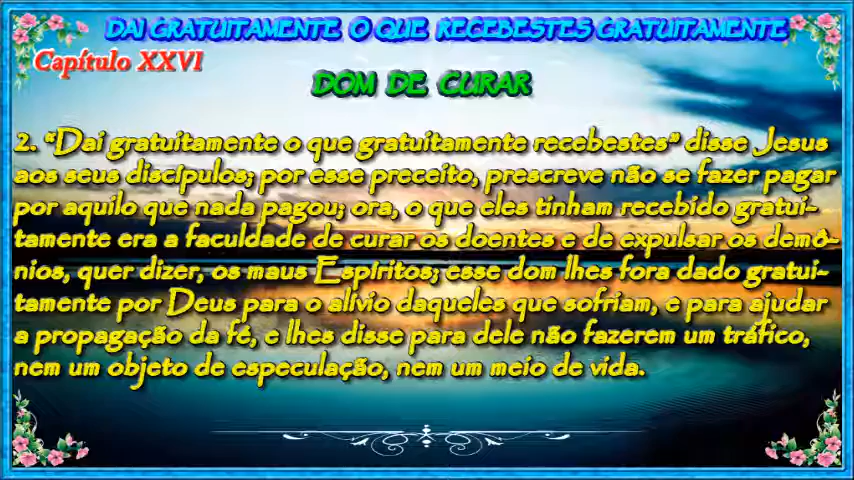 DAI GRATUITAMENTE O QUE RECEBESTES GRATUITAMENTE
Capítulo XXVI
DOM DE CURAR
2. “Dai gratuitamente o que gratuitamente recebestes” disse Jesus
aos seus discípulos; por esse preceito, prescreve não se fazer pagar
por aquilo que nada pagou; ora, o que eles tinham recebido gratui-
tamente era a faculdade de curar os doentes e de expulsar os demô-
nios, quer dizer, os maus Espíritos; esse dom lhes fora dado gratui-
tamente por Deus para o alívio daqueles que sofriam, e para ajudar
a propagação da fé, e lhes disse para dele não fazerem um tráfico,
nem um objeto de especulação, nem um meio de vida.